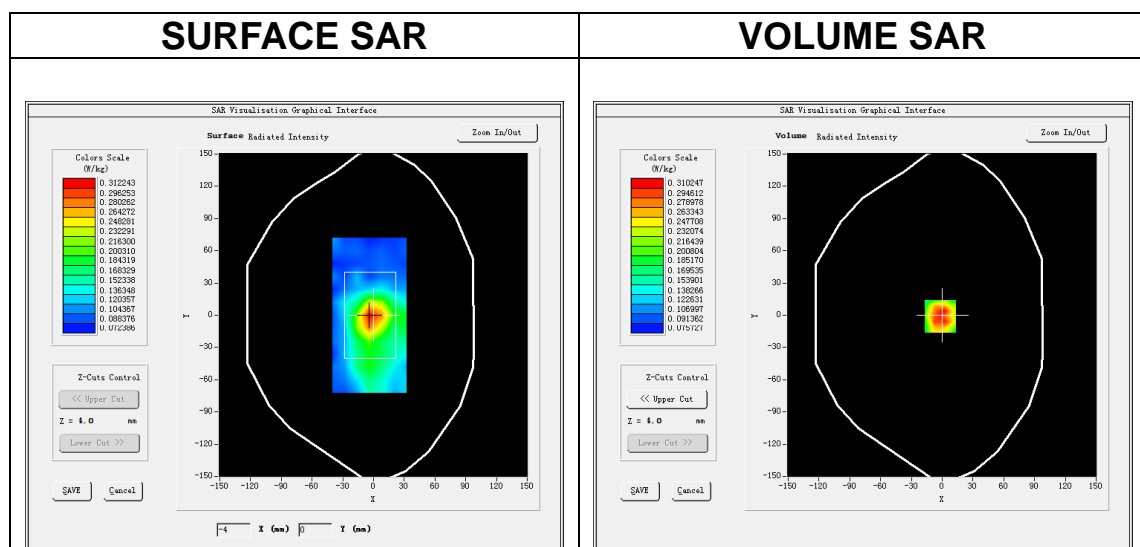 SURFACE SAR
VOLUME SAR
SAR Visualisation Graphical Interface
Surface Radiated Intensity
Zoom In/Out
Colors Scale
(W/kg)
0.312243
0.296253
0.280262
0.264272
0.248281
0.232291
0.216300
0.200310
0.184319
0.168329
0.152338
0.136348
0.120357
0.104367
0.088376
0.072386
Z-Cuts Control
<< Upper Cut
Z = 4.0 mm
Lower Cut >>
SAVE
Cancel
150
120
90
60
30
0
-30
-60
-90
-120
-150
Y
-150 -120 -90 -60 -30 0 30 60 90 120 150
X
-4 X (mm) 0 Y (mm)
SAR Visualisation Graphical Interface
Volume Radiated Intensity
Zoom In/Out
Colors Scale
(W/kg)
0.310247
0.294612
0.278978
0.263343
0.247708
0.232074
0.216439
0.200804
0.185170
0.169535
0.153901
0.138266
0.122631
0.106997
0.091362
0.075727
Z-Cuts Control
<< Upper Cut
Z = 4.0 mm
Lower Cut >>
SAVE
Cancel
150
120
90
60
30
0
-30
-60
-90
-120
-150
Y
-150 -120 -90 -60 -30 0 30 60 90 120 150
X